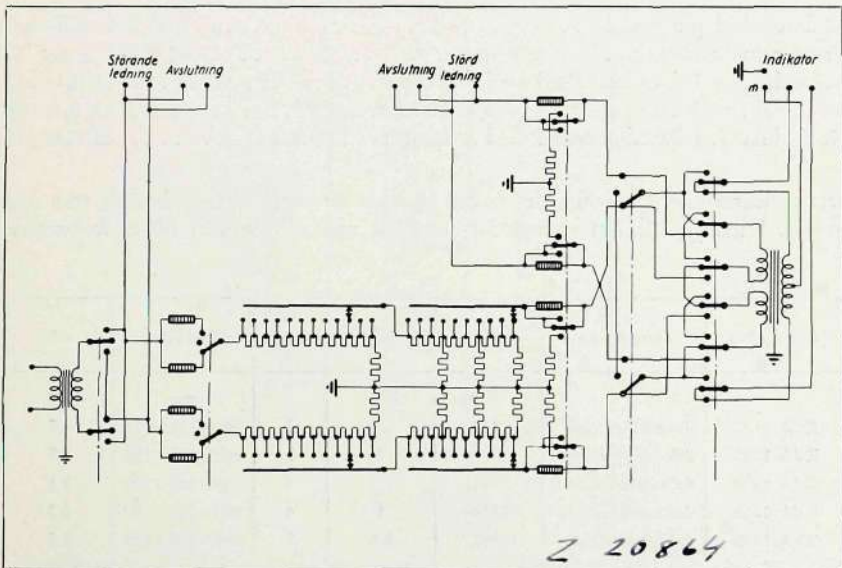 Störande
ledning
Avslutning
Avslutning
Störd
ledning
Indikator
m
Z 20864